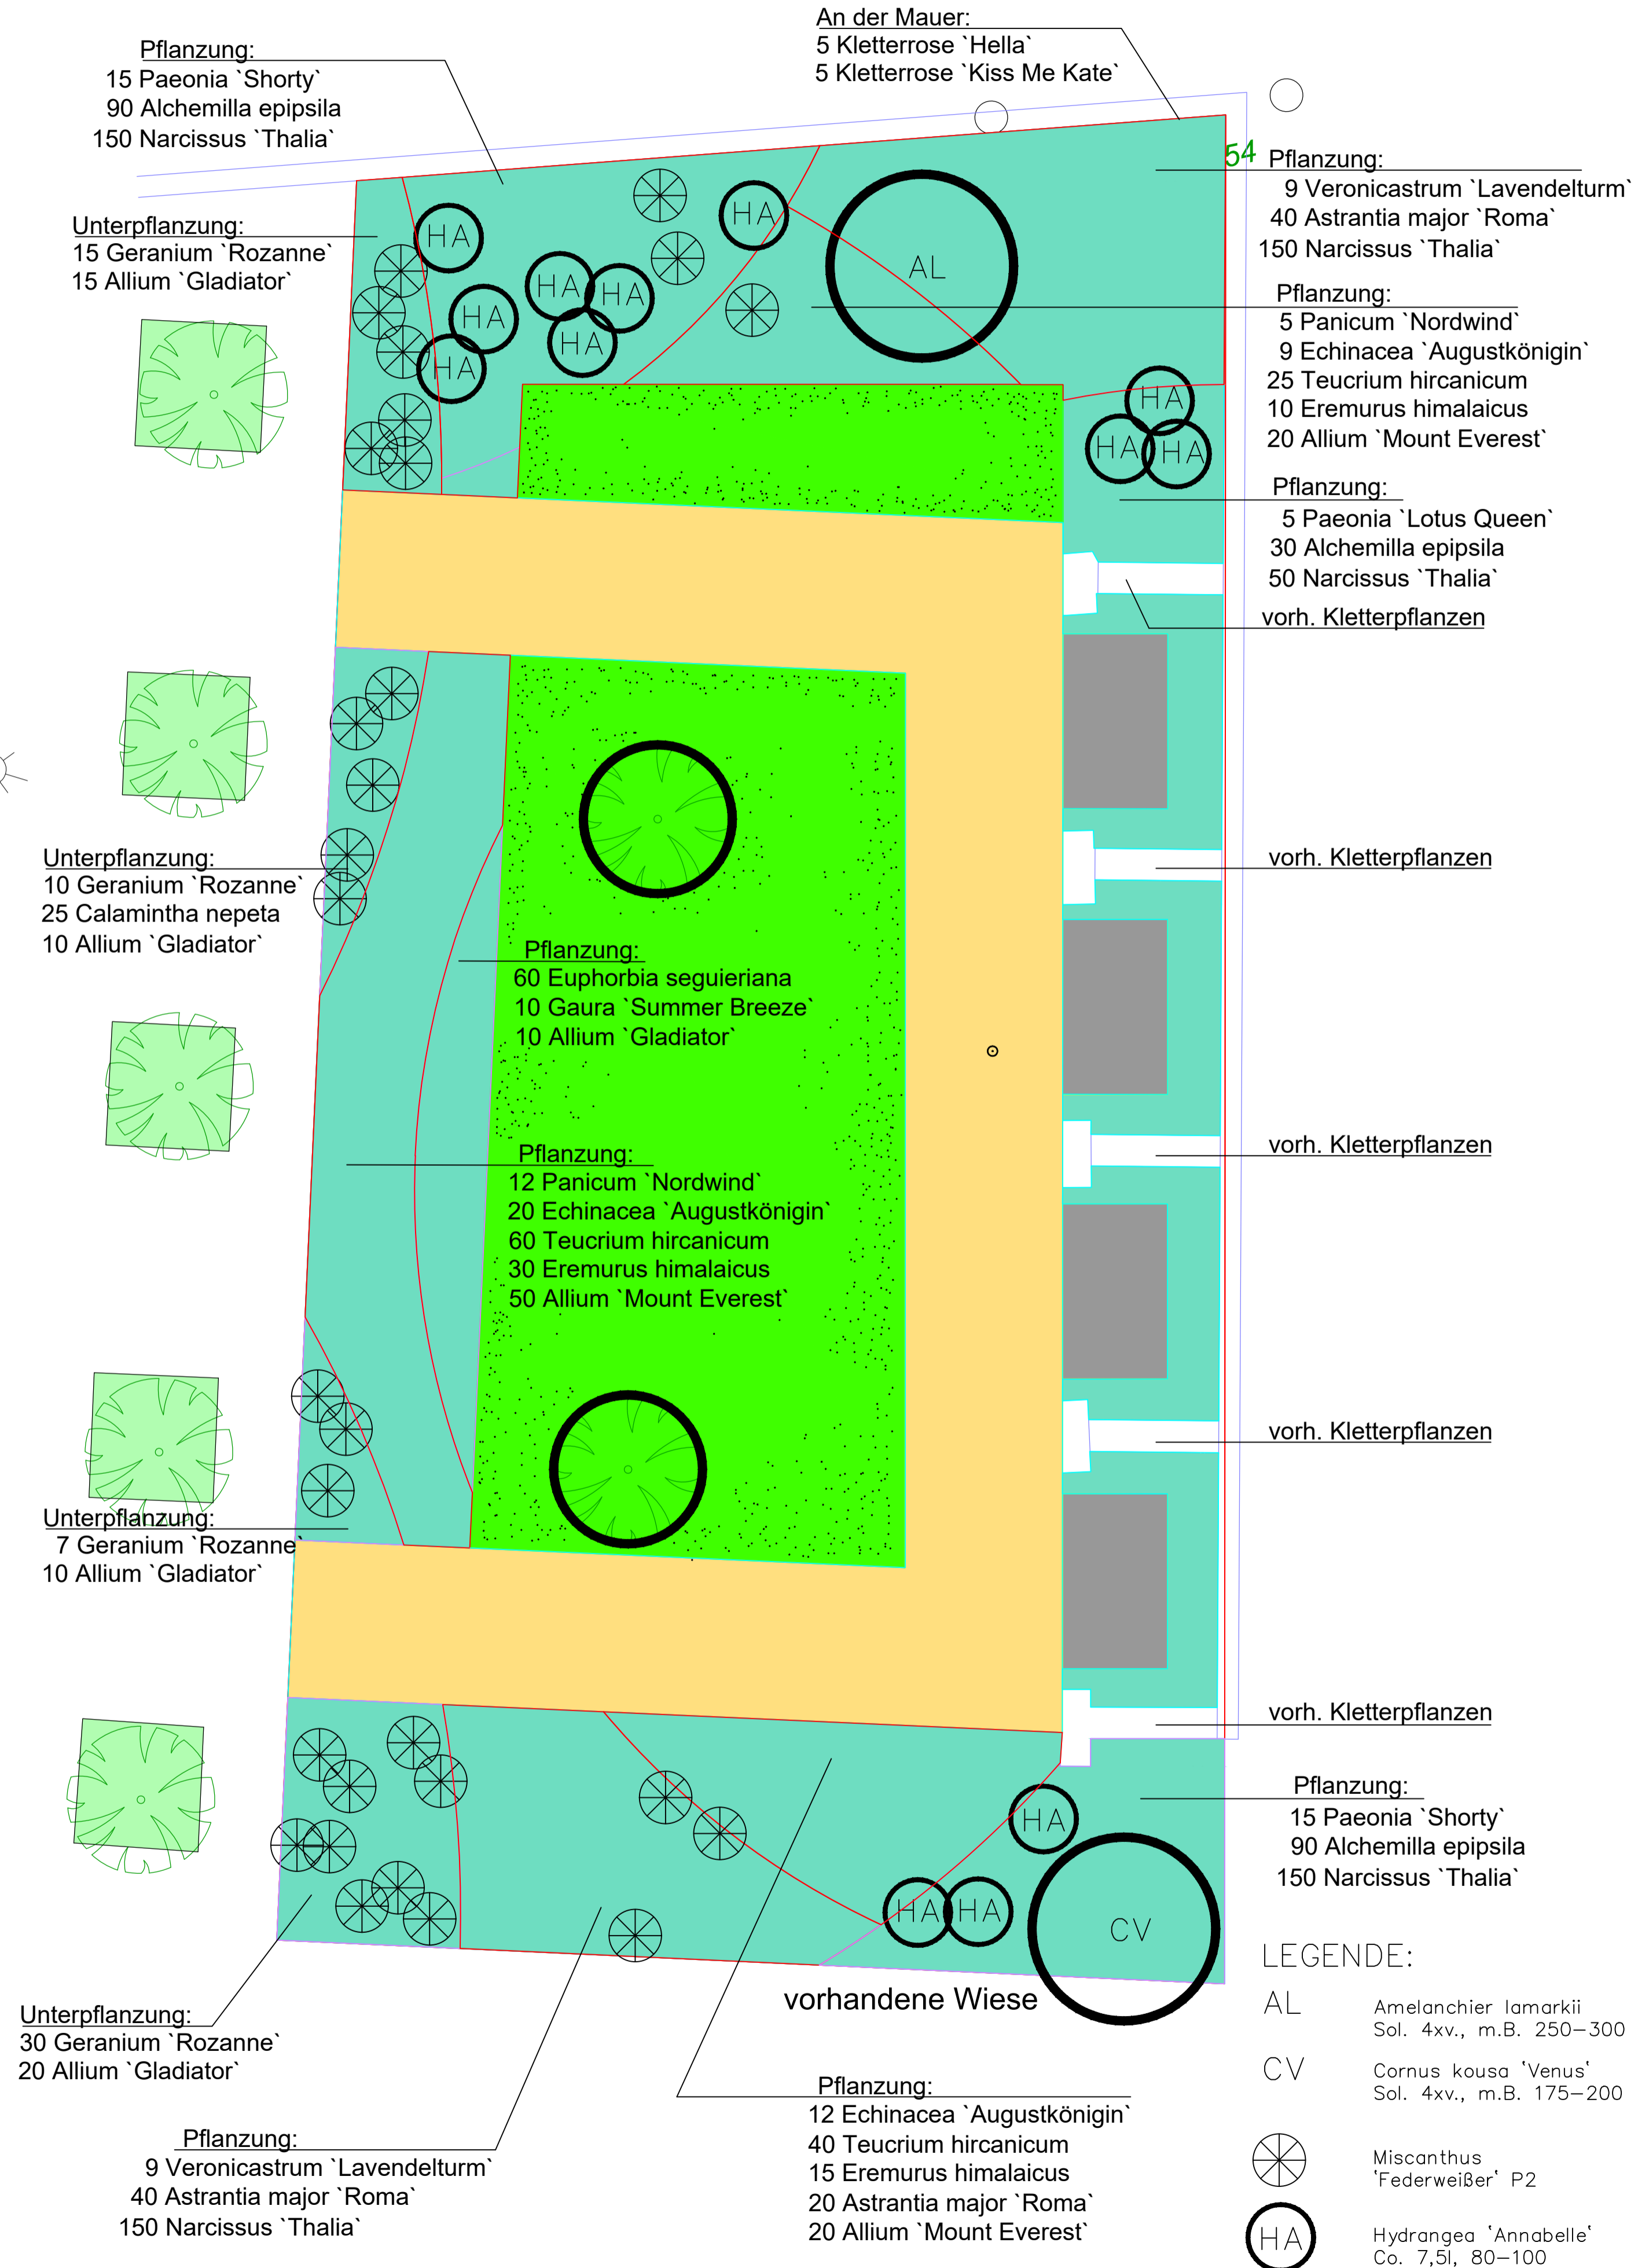 An der Mauer:
5 Kletterrose `Hella`
5 Kletterrose `Kiss Me Kate`
Pflanzung:
15 Paeonia `Shorty`
90 Alchemilla epipsila
150 Narcissus `Thalia`
54
Pflanzung:
9 Veronicastrum `Lavendelturm`
40 Astrantia major `Roma`
150 Narcissus `Thalia`
Unterpflanzung:
15 Geranium `Rozanne`
15 Allium `Gladiator`
HA
HA
HA
HA
HA
HA
HA
AL
Pflanzung:
5 Panicum `Nordwind`
9 Echinacea `Augustkönigin`
25 Teucrium hircanicum
10 Eremurus himalaicus
20 Allium `Mount Everest`
HA
HA
HA
Pflanzung:
5 Paeonia `Lotus Queen`
30 Alchemilla epipsila
50 Narcissus `Thalia`
vorh. Kletterpflanzen
vorh. Kletterpflanzen
Unterpflanzung:
10 Geranium `Rozanne`
25 Calamintha nepeta
10 Allium `Gladiator`
Pflanzung:
60 Euphorbia seguieriana
10 Gaura `Summer Breeze`
10 Allium `Gladiator`
vorh. Kletterpflanzen
Pflanzung:
12 Panicum `Nordwind`
20 Echinacea `Augustkönigin`
60 Teucrium hircanicum
30 Eremurus himalaicus
50 Allium `Mount Everest`
vorh. Kletterpflanzen
Unterpflanzung:
7 Geranium `Rozanne`
10 Allium `Gladiator`
vorh. Kletterpflanzen
Pflanzung:
15 Paeonia `Shorty`
90 Alchemilla epipsila
150 Narcissus `Thalia`
HA
HA
HA
CV
vorhandene Wiese
Unterpflanzung:
30 Geranium `Rozanne`
20 Allium `Gladiator`
Pflanzung:
9 Veronicastrum `Lavendelturm`
40 Astrantia major `Roma`
150 Narcissus `Thalia`
Pflanzung:
12 Echinacea `Augustkönigin`
40 Teucrium hircanicum
15 Eremurus himalaicus
20 Astrantia major `Roma`
20 Allium `Mount Everest`
LEGENDE:
AL Amelanchier lamarkii
Sol. 4xv., m.B. 250-300
CV Cornus kousa 'Venus'
Sol. 4xv., m.B. 175-200
Miscanthus
'Federweißer' P2
HA Hydrangea 'Annabelle'
Co. 7,5l, 80-100